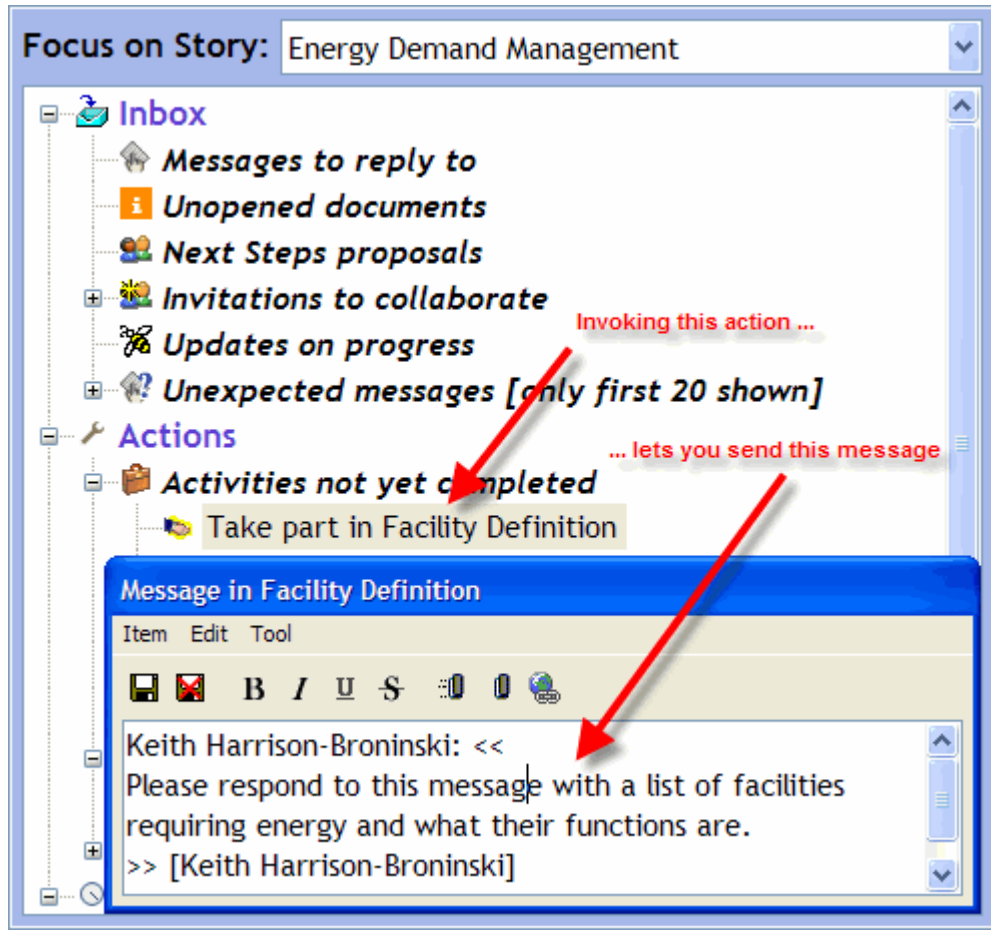 Focus on Story: Energy Demand Management
Inbox
Messages to reply to
Unopened documents
Next Steps proposals
Invitations to collaborate
Invoking this action ...
Updates on progress
Unexpected messages [only first 20 shown]
Actions
... lets you send this message
Activities not yet completed
Take part in Facility Definition
Message in Facility Definition
Item Edit Tool
B I U S
Keith Harrison-Broninski: <<
Please respond to this message with a list of facilities
requiring energy and what their functions are.
>> [Keith Harrison-Broninski]